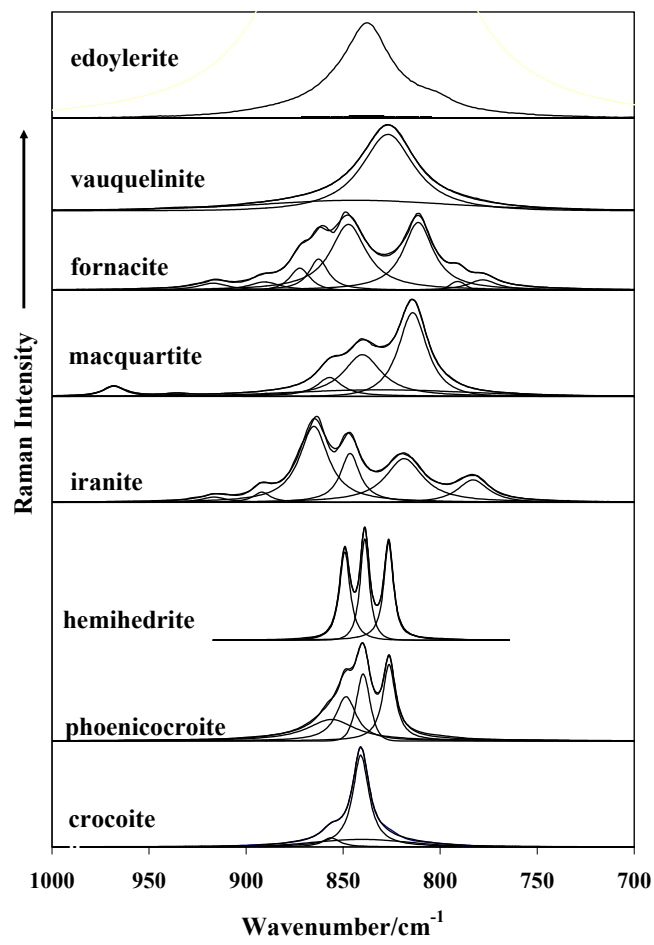 edoylerite
vauquelinite
fornacite
macquartite
iranite
hemihedrite
phoenicocroite
crocoite
Raman Intensity
1000 950 900 850 800 750 700
Wavenumber/cm⁻¹